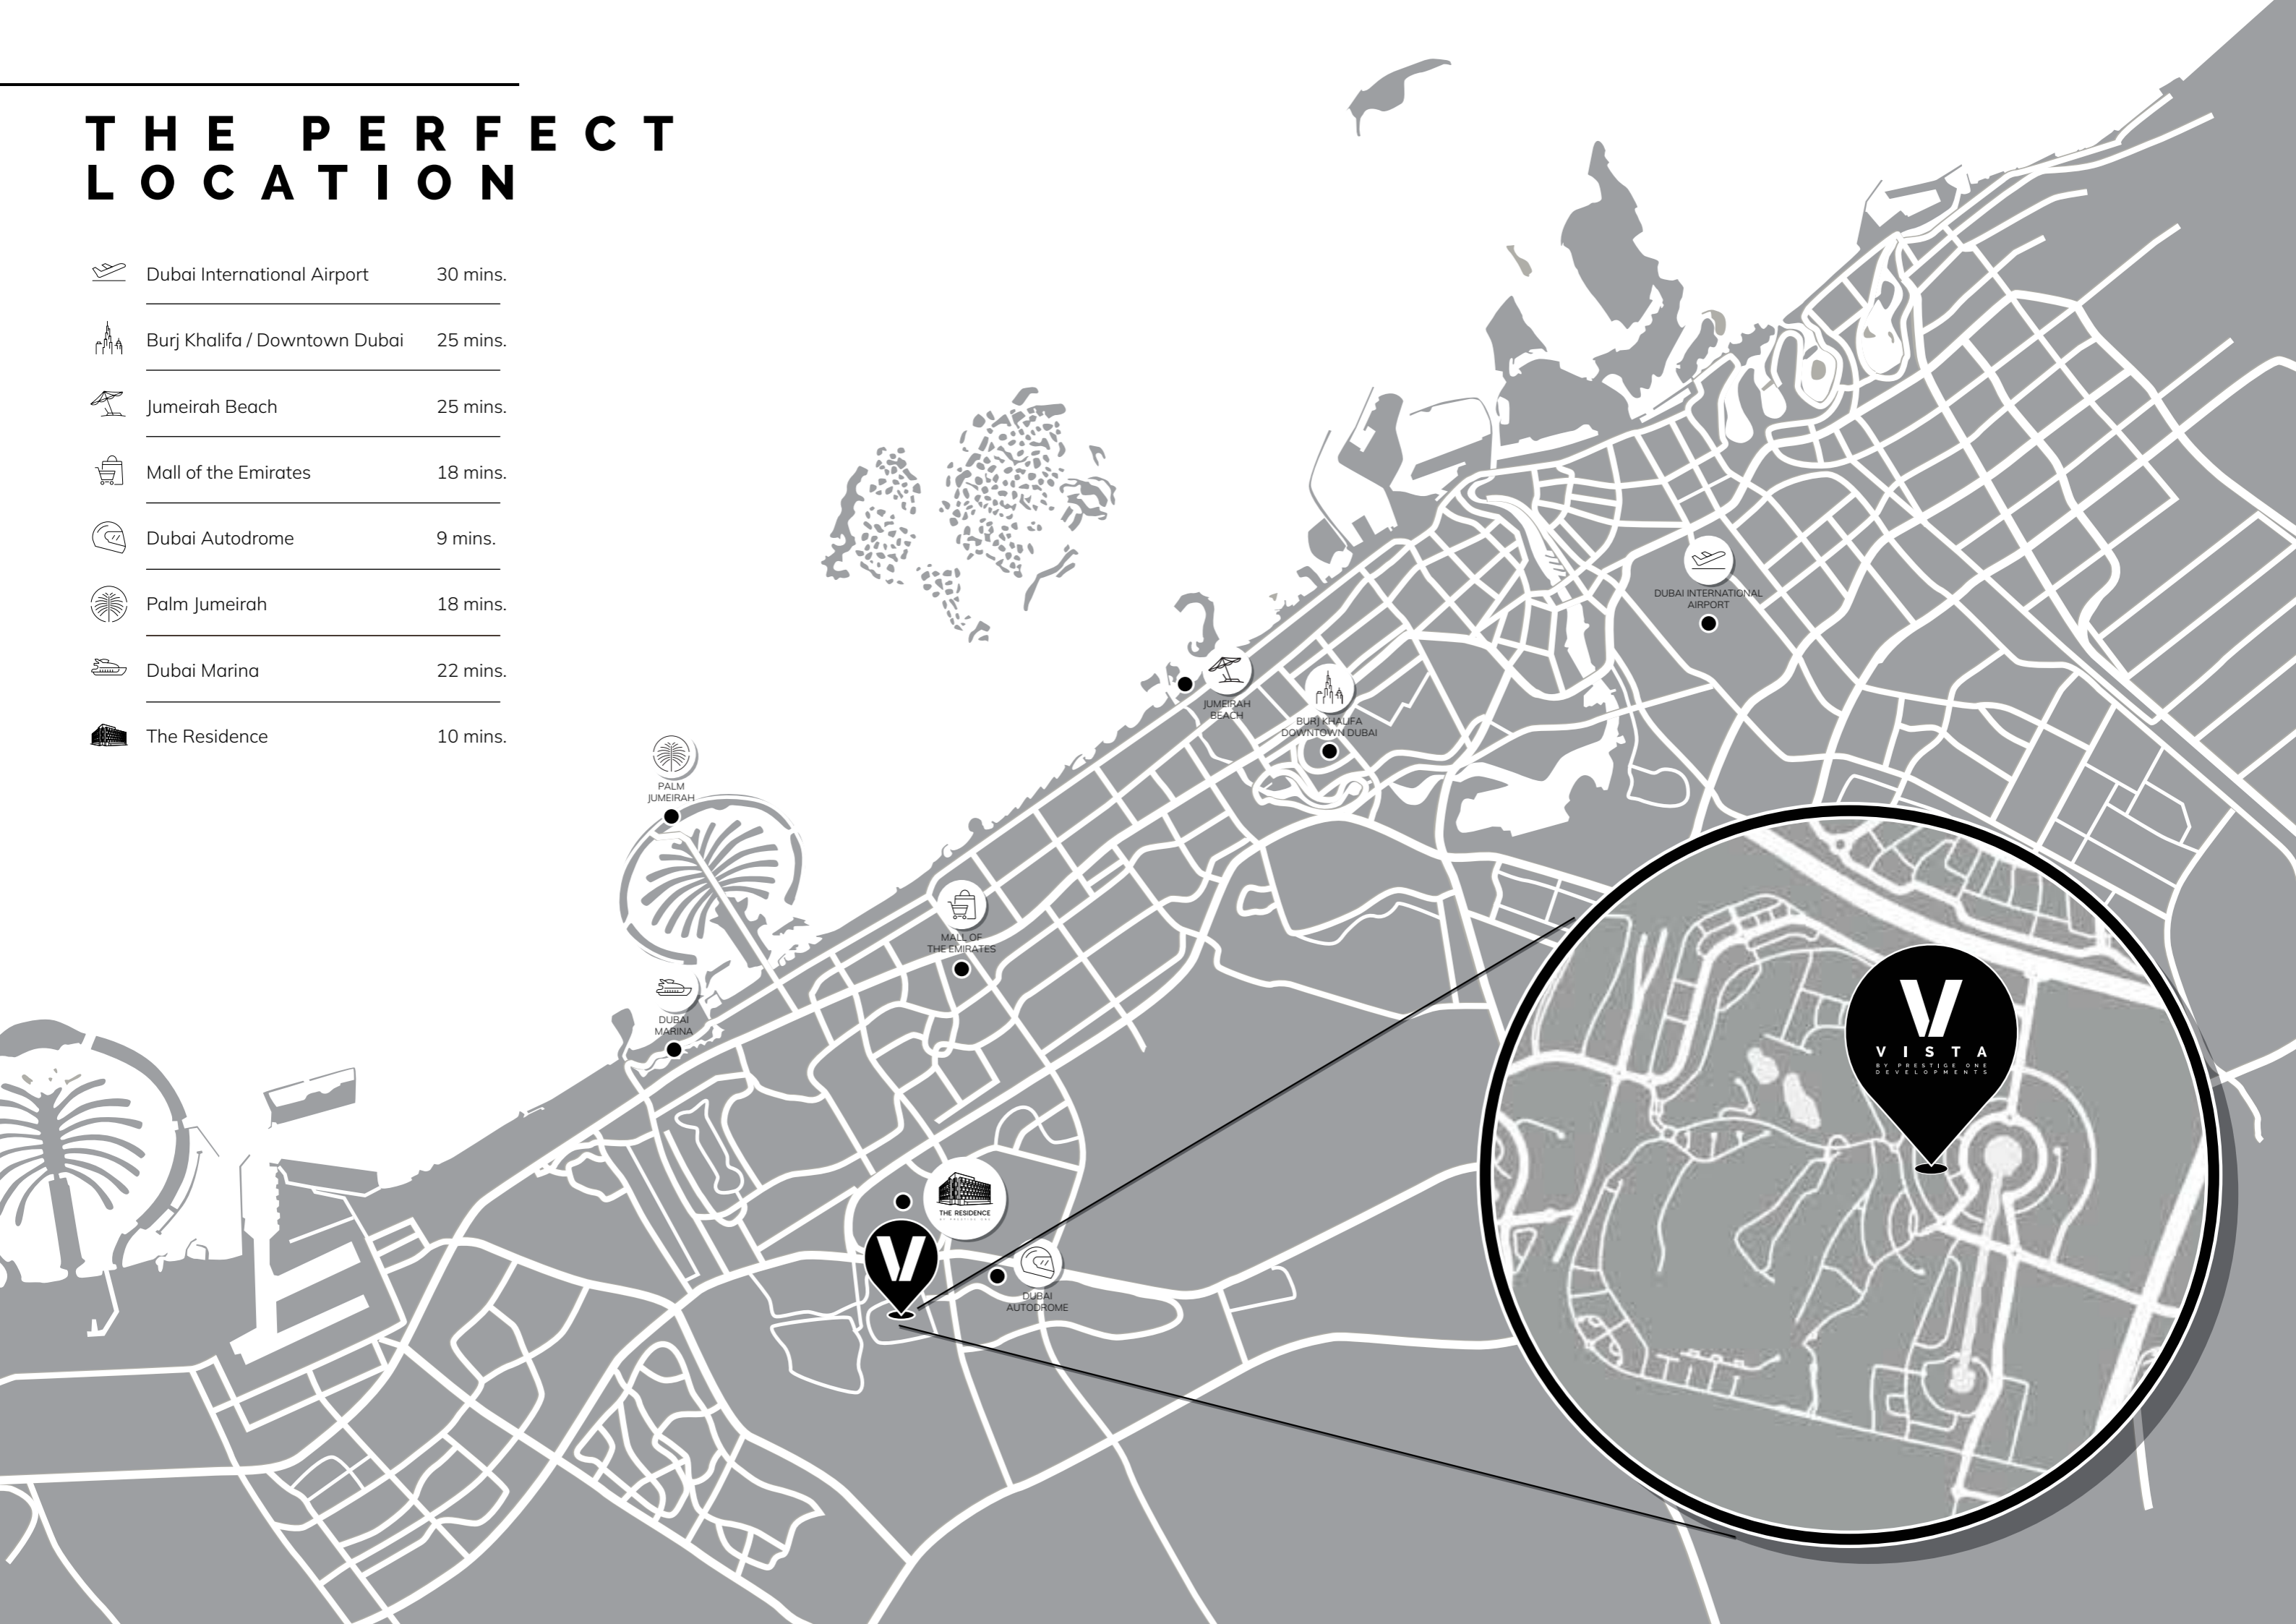 THE PERFECT
LOCATION
Dubai International Airport 30 mins.
Burj Khalifa / Downtown Dubai 25 mins.
Jumeirah Beach 25 mins.
Mall of the Emirates 18 mins.
Dubai Autodrome 9 mins.
Palm Jumeirah 18 mins.
Dubai Marina 22 mins.
The Residence 10 mins.
DUBAI INTERNATIONAL
AIRPORT
JUMEIRAH
BEACH
BURJ KHALIFA
DOWNTOWN DUBAI
PALM
JUMEIRAH
MALL OF
THE EMIRATES
DUBAI
MARINA
THE RESIDENCE
BY PRESTIGE ONE
V
DUBAI
AUTODROME
V
VISTA
BY PRESTIGE ONE
DEVELOPMENTS